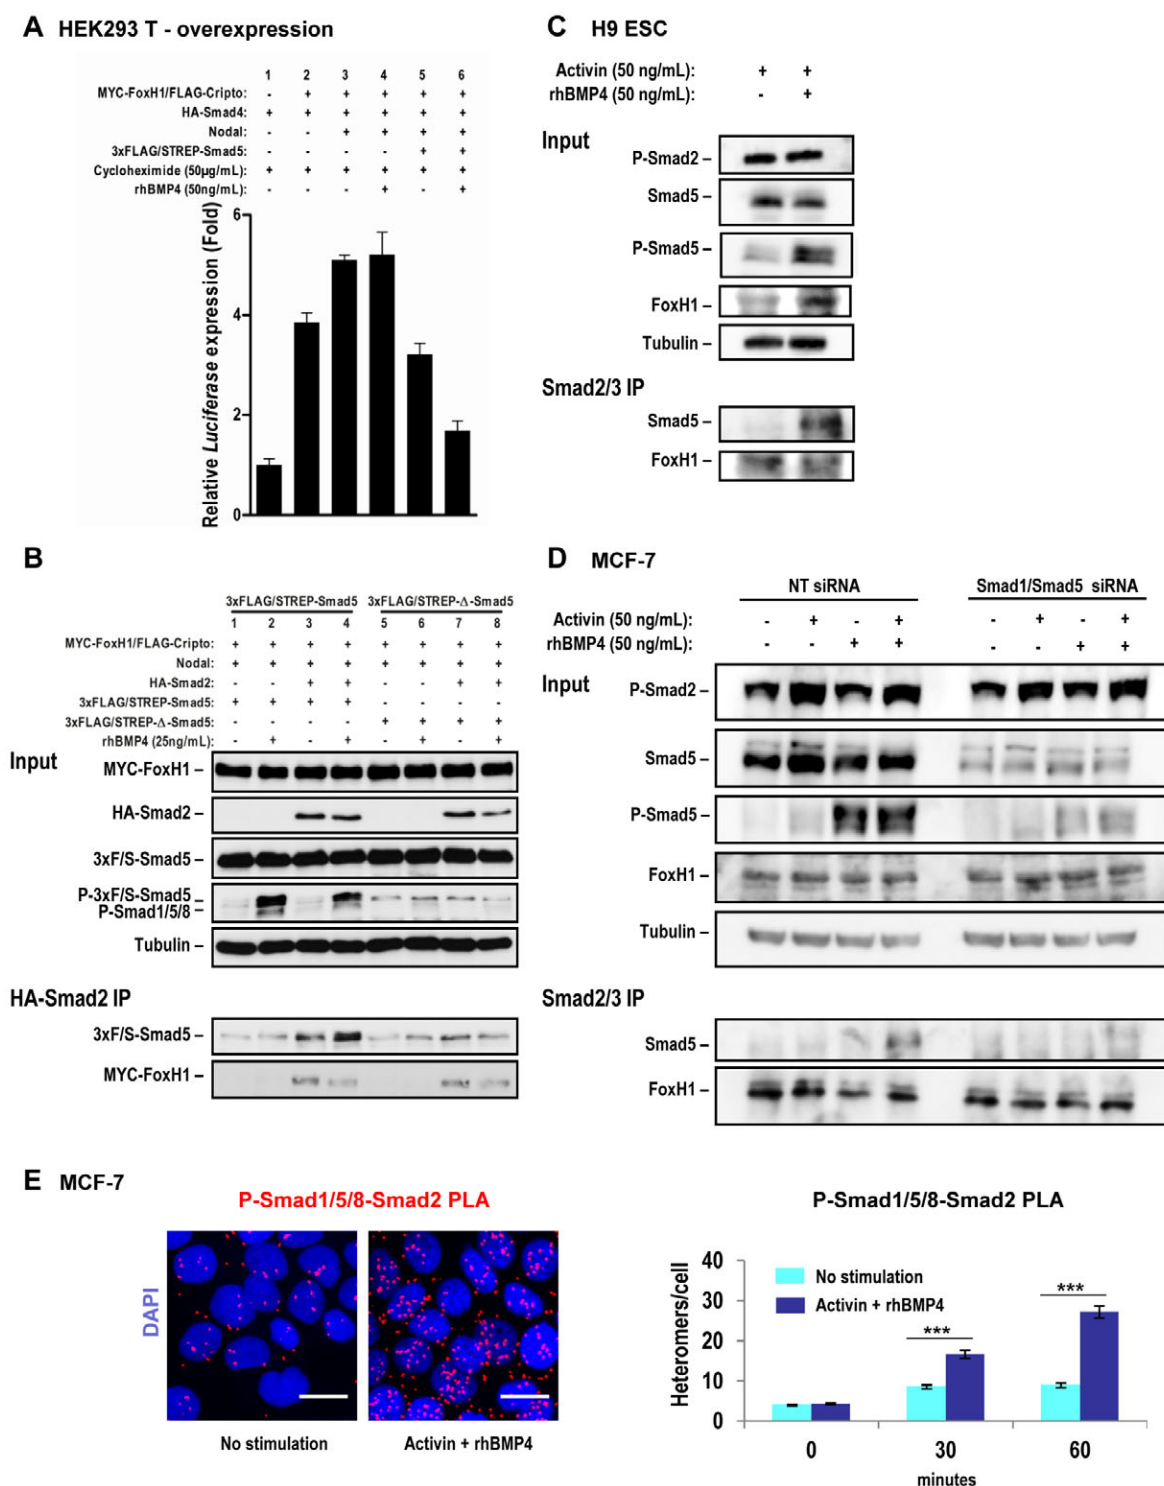 A HEK293 T - overexpression
1 2 3 4 5 6
MYC-FoxH1/FLAG-Cripto: - + + + + +
HA-Smad4: + + + + + +
Nodal: - - + + + +
3xFLAG/STREP-Smad5: - - - - + +
Cycloheximide (50µg/mL): + + + + + +
rhBMP4 (50ng/mL): - - - + - +
Relative Luciferase expression (Fold)
6
4
2
0
B
3xFLAG/STREP-Smad5 3xFLAG/STREP-Δ-Smad5
1 2 3 4 5 6 7 8
MYC-FoxH1/FLAG-Cripto: + + + + + + + +
Nodal: + + + + + + + +
HA-Smad2: - - + + - - + +
3xFLAG/STREP-Smad5: + + + + - - - -
3xFLAG/STREP-Δ-Smad5: - - - - + + + +
rhBMP4 (25ng/mL): - + - + - + - +
Input
MYC-FoxH1 –
HA-Smad2 –
3xF/S-Smad5 –
P-3xF/S-Smad5 –
P-Smad1/5/8 –
Tubulin –
HA-Smad2 IP
3xF/S-Smad5 –
MYC-FoxH1 –
C H9 ESC
Activin (50 ng/mL): + +
rhBMP4 (50 ng/mL): - +
Input
P-Smad2 –
Smad5 –
P-Smad5 –
FoxH1 –
Tubulin –
Smad2/3 IP
Smad5 –
FoxH1 –
D MCF-7
NT siRNA Smad1/Smad5 siRNA
Activin (50 ng/mL): - + - + - + - +
rhBMP4 (50 ng/mL): - - + + - - + +
Input
P-Smad2 –
Smad5 –
P-Smad5 –
FoxH1 –
Tubulin –
Smad2/3 IP
Smad5 –
FoxH1 –
E MCF-7
P-Smad1/5/8-Smad2 PLA
DAPI
No stimulation Activin + rhBMP4
P-Smad1/5/8-Smad2 PLA
Heteromers/cell
40
30
20
10
0
No stimulation
Activin + rhBMP4
*** ***
0 30 60
minutes